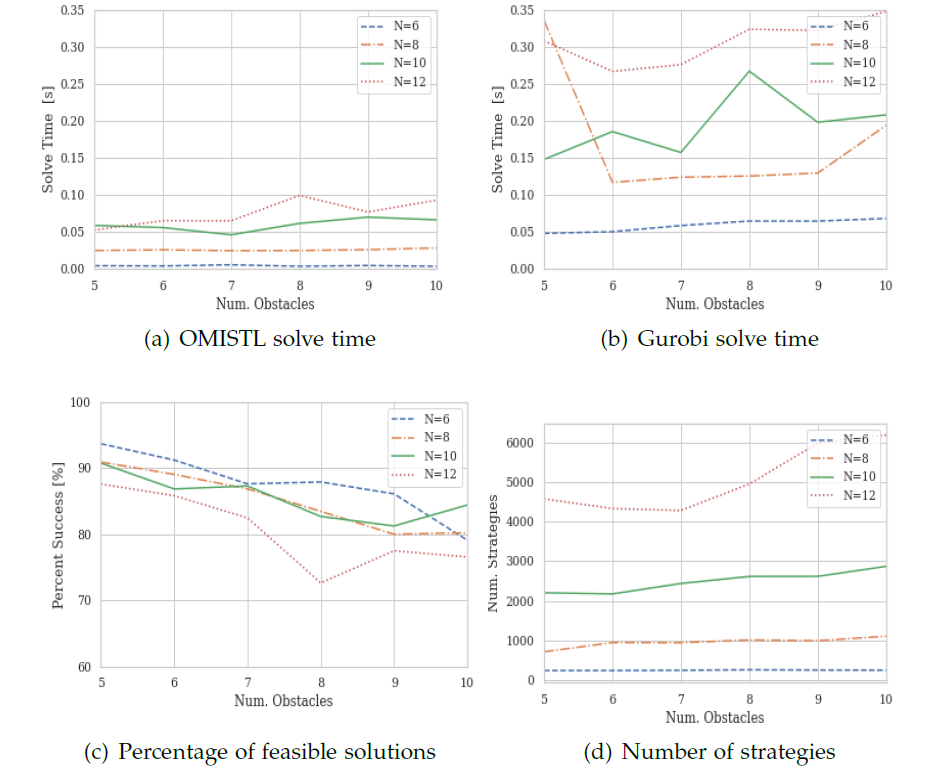 0.35
0.30
0.25
0.20
0.15
0.10
0.05
0.00
Solve Time [s]
N=6
N=8
N=10
N=12
5 6 7 8 9 10
Num. Obstacles
(a) OMISTL solve time
0.35
0.30
0.25
0.20
0.15
0.10
0.05
0.00
Solve Time [s]
N=6
N=8
N=10
N=12
5 6 7 8 9 10
Num. Obstacles
(b) Gurobi solve time
100
90
80
70
60
Percent Success [%]
N=6
N=8
N=10
N=12
5 6 7 8 9 10
Num. Obstacles
(c) Percentage of feasible solutions
6000
5000
4000
3000
2000
1000
0
Num. Strategies
N=6
N=8
N=10
N=12
5 6 7 8 9 10
Num. Obstacles
(d) Number of strategies